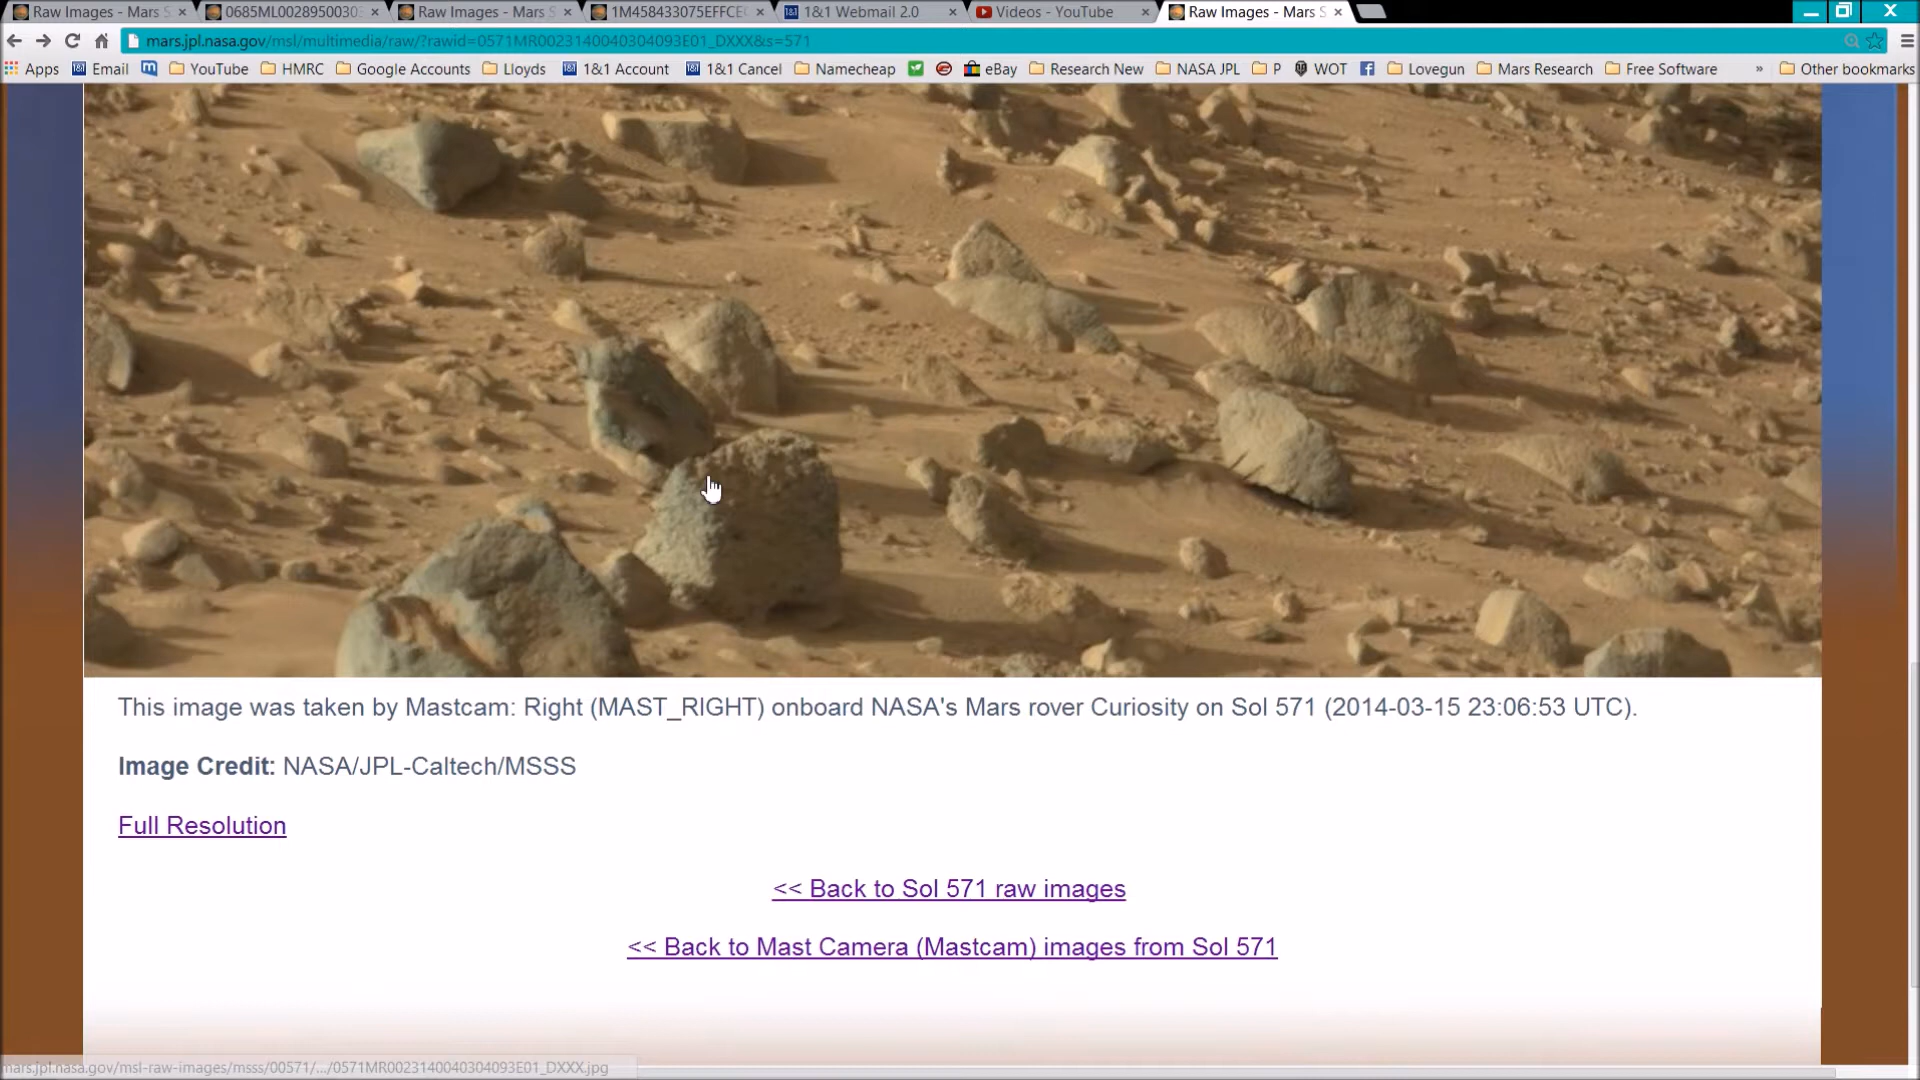 Raw Images - Mars S
0685ML0028950030
Raw Images - Mars S
1M458433075EFFCE
1&1 Webmail 2.0
Videos - YouTube
Raw Images - Mars S
mars.jpl.nasa.gov/msl/multimedia/raw/?rawid=0571MR0023140040304093E01_DXXX&s=571
Apps Email YouTube HMRC Google Accounts Lloyds 1&1 Account 1&1 Cancel Namecheap eBay Research New NASA JPL P WOT Lovegun Mars Research Free Software » Other bookmarks
This image was taken by Mastcam: Right (MAST_RIGHT) onboard NASA's Mars rover Curiosity on Sol 571 (2014-03-15 23:06:53 UTC).
Image Credit: NASA/JPL-Caltech/MSSS
Full Resolution
<< Back to Sol 571 raw images
<< Back to Mast Camera (Mastcam) images from Sol 571
mars.jpl.nasa.gov/msl-raw-images/msss/00571/.../0571MR0023140040304093E01_DXXX.jpg